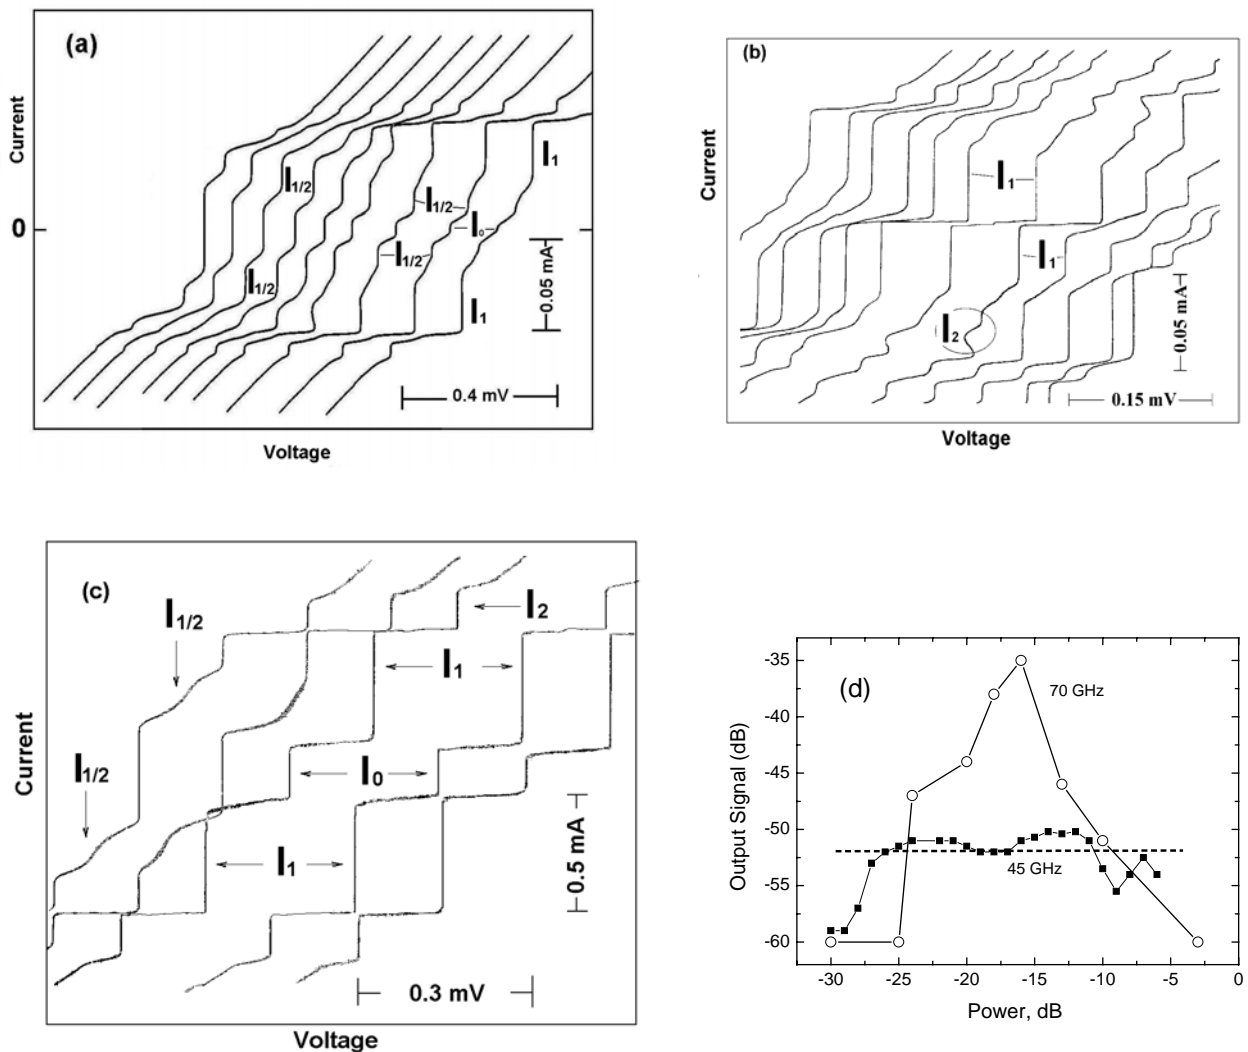 (a)
Current
0
I1/2
I1/2
I1/2
I1/2
I0
I1
I1
0.05 mA
0.4 mV
Voltage
(b)
Current
I1
I1
I2
0.05 mA
0.15 mV
Voltage
(c)
Current
I1/2
I1/2
I2
I1
I0
I1
0.5 mA
0.3 mV
Voltage
(d)
Output Signal (dB)
-35
-40
-45
-50
-55
-60
70 GHz
45 GHz
-30 -25 -20 -15 -10 -5 0
Power, dB